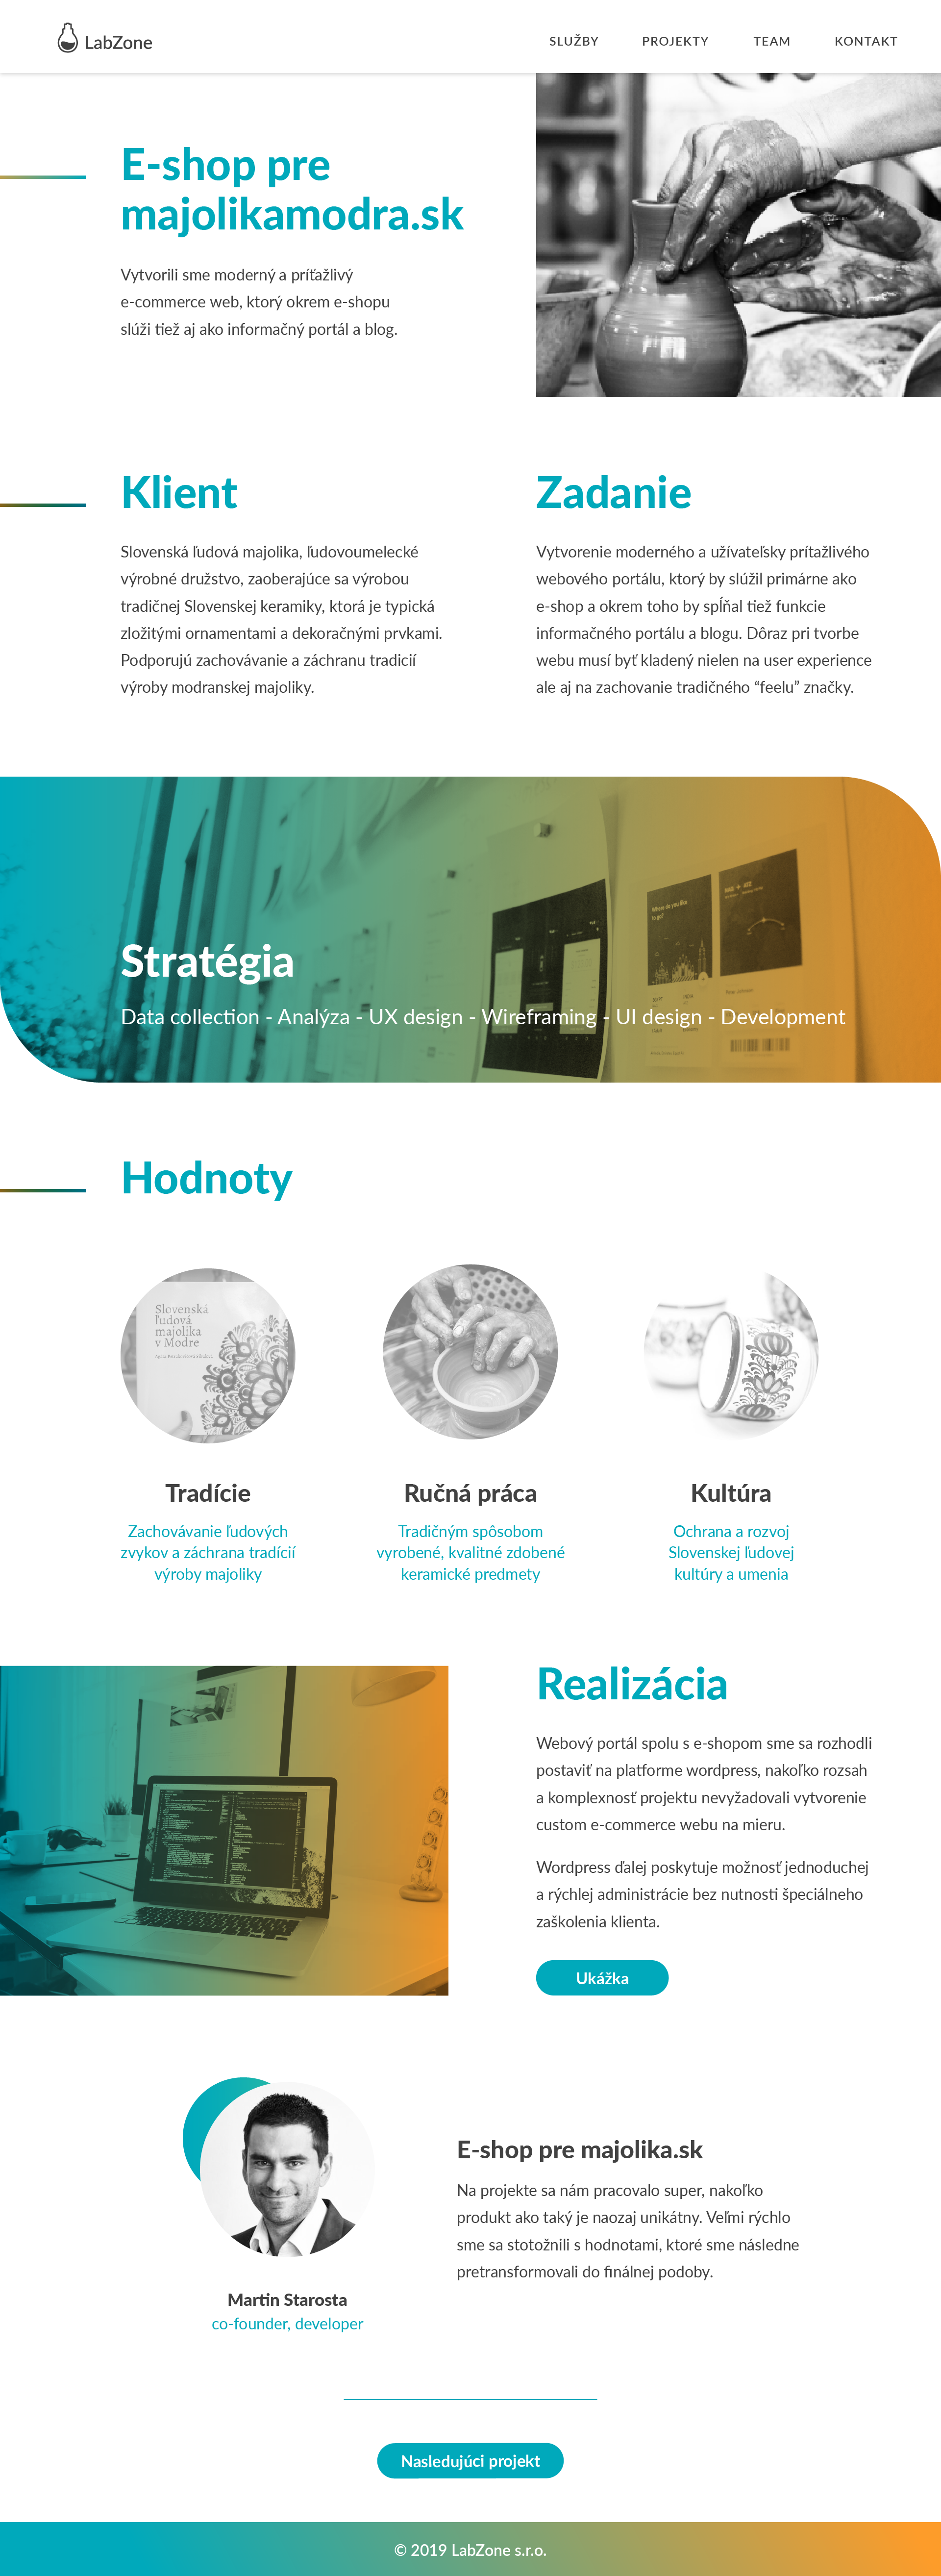 LabZone
SLUŽBY PROJEKTY TEAM KONTAKT
E-shop pre
majolikamodra.sk
Vytvorili sme moderný a príťažlivý
e-commerce web, ktorý okrem e-shopu
slúži tiež aj ako informačný portál a blog.
Klient
Slovenská ľudová majolika, ľudovoumelecké
výrobné družstvo, zaoberajúce sa výrobou
tradičnej Slovenskej keramiky, ktorá je typická
zložitými ornamentami a dekoračnými prvkami.
Podporujú zachovávanie a záchranu tradicií
výroby modranskej majoliky.
Zadanie
Vytvorenie moderného a užívateľsky príťažlivého
webového portálu, ktorý by slúžil primárne ako
e-shop a okrem toho by spĺňal tiež funkcie
informačného portálu a blogu. Dôraz pri tvorbe
webu musí byť kladený nielen na user experience
ale aj na zachovanie tradičného “feelu” značky.
Where do you like
to go?
Stratégia
Data collection - Analýza - UX design - Wireframing - UI design - Development
Hodnoty
Slovenská
ľudová
majolika
v Modre
Tradície
Zachovávanie ľudových
zvykov a záchrana tradícií
výroby majoliky
Ručná práca
Tradičným spôsobom
vyrobené, kvalitné zdobené
keramické predmety
Kultúra
Ochrana a rozvoj
Slovenskej ľudovej
kultúry a umenia
Realizácia
Webový portál spolu s e-shopom sme sa rozhodli
postaviť na platforme wordpress, nakoľko rozsah
a komplexnosť projektu nevyžadovali vytvorenie
custom e-commerce webu na mieru.
Wordpress ďalej poskytuje možnosť jednoduchej
a rýchlej administrácie bez nutnosti špeciálneho
zaškolenia klienta.
Ukážka
E-shop pre majolika.sk
Na projekte sa nám pracovalo super, nakoľko
produkt ako taký je naozaj unikátny. Veľmi rýchlo
sme sa stotožnili s hodnotami, ktoré sme následne
pretransformovali do finálnej podoby.
Martin Starosta
co-founder, developer
Nasledujúci projekt
© 2019 LabZone s.r.o.